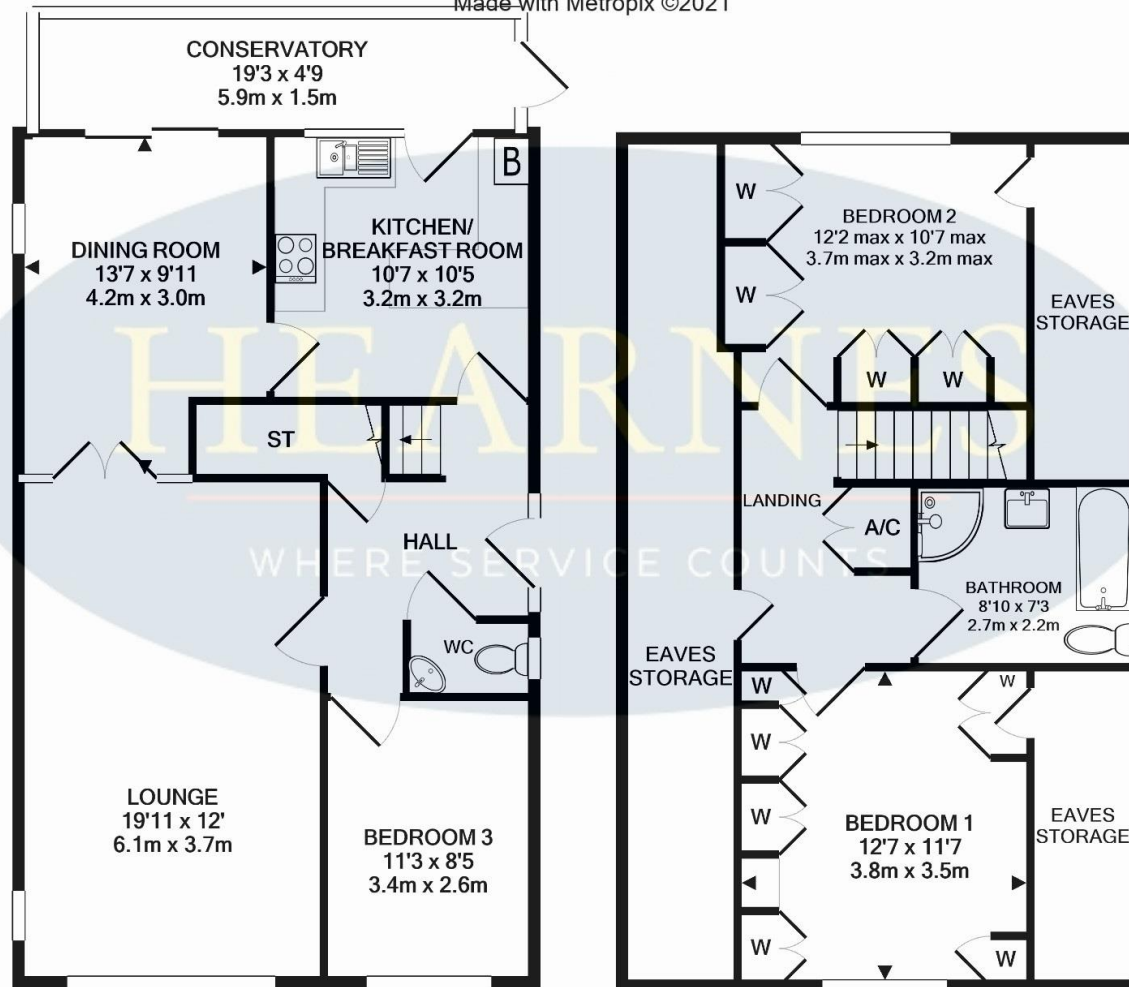 Made with Metropix ©2021
CONSERVATORY
19'3 x 4'9
5.9m x 1.5m
B
DINING ROOM
13'7 x 9'11
4.2m x 3.0m
KITCHEN/
BREAKFAST ROOM
10'7 x 10'5
3.2m x 3.2m
ST
HALL
WC
LOUNGE
19'11 x 12'
6.1m x 3.7m
BEDROOM 3
11'3 x 8'5
3.4m x 2.6m
W
W
BEDROOM 2
12'2 max x 10'7 max
3.7m max x 3.2m max
W
W
EAVES
STORAGE
LANDING
A/C
BATHROOM
8'10 x 7'3
2.7m x 2.2m
EAVES
STORAGE
W
W
W
W
W
W
BEDROOM 1
12'7 x 11'7
3.8m x 3.5m
EAVES
STORAGE
HEARNES
WHERE SERVICE COUNTS